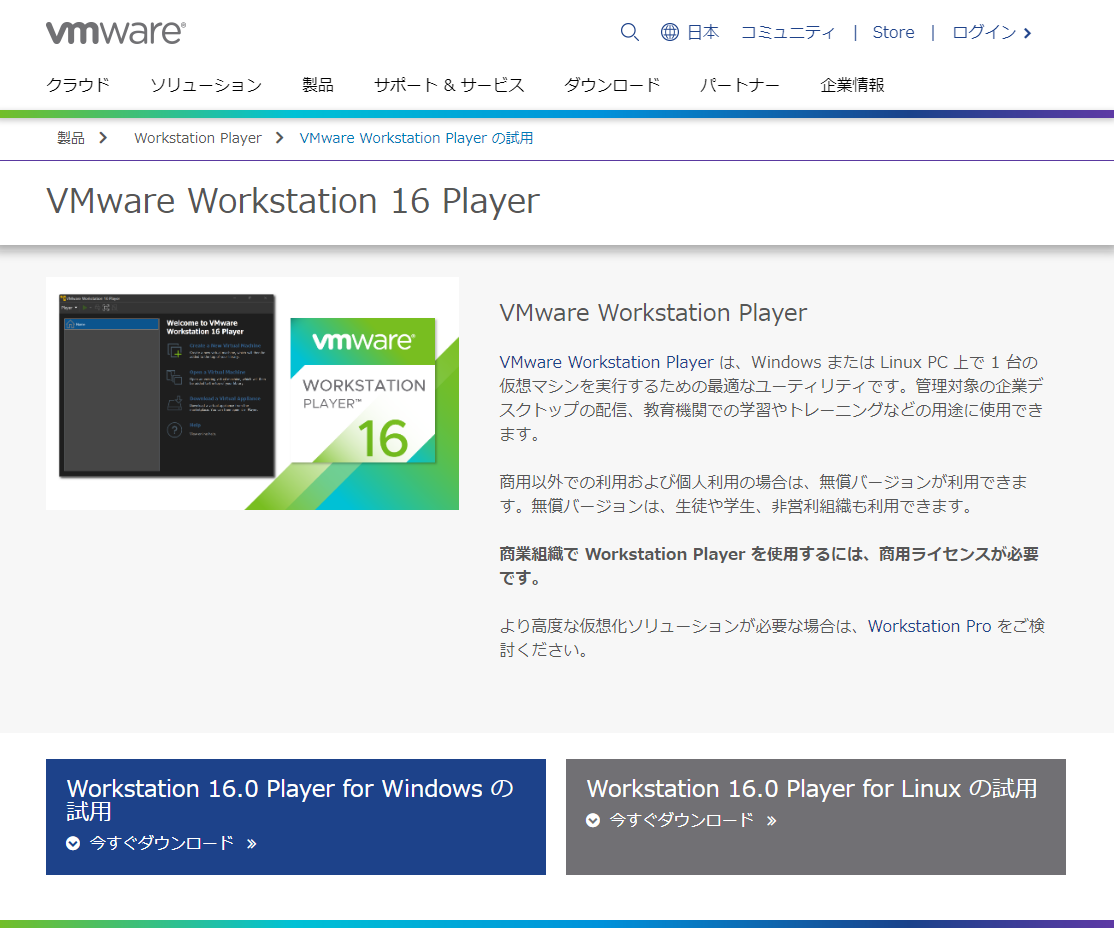 vmware®
日本 コミュニティ | Store | ログイン
クラウド ソリューション 製品 サポート & サービス ダウンロード パートナー 企業情報
製品 Workstation Player VMware Workstation Player の試用
VMware Workstation 16 Player
Welcome to VMware
Workstation 16 Player
Create a New Virtual Machine
Open a Virtual Machine
Download a Virtual Appliance
Help
vmware®
WORKSTATION
PLAYER™
16
VMware Workstation Player
VMware Workstation Player は、Windows または Linux PC 上で 1 台の
仮想マシンを実行するための最適なユーティリティです。管理対象の企業デ
スクトップの配信、教育機関での学習やトレーニングなどの用途に使用でき
ます。
商用以外での利用および個人利用の場合は、無償バージョンが利用できま
す。無償バージョンは、生徒や学生、非営利組織も利用できます。
商業組織で Workstation Player を使用するには、商用ライセンスが必要
です。
より高度な仮想化ソリューションが必要な場合は、Workstation Pro をご検
討ください。
Workstation 16.0 Player for Windows の
試用
今すぐダウンロード »
Workstation 16.0 Player for Linux の試用
今すぐダウンロード »